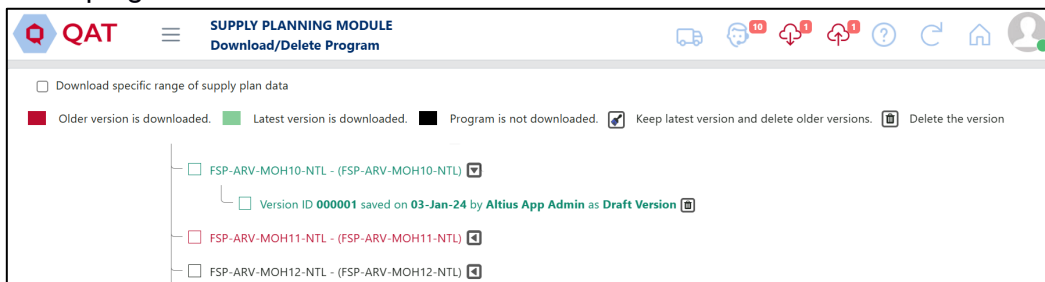 QAT
SUPPLY PLANNING MODULE
Download/Delete Program
10
1
1
?
Download specific range of supply plan data
Older version is downloaded. Latest version is downloaded. Program is not downloaded. Keep latest version and delete older versions. Delete the version
FSP-ARV-MOH10-NTL - (FSP-ARV-MOH10-NTL)
Version ID 000001 saved on 03-Jan-24 by Altius App Admin as Draft Version
FSP-ARV-MOH11-NTL - (FSP-ARV-MOH11-NTL)
FSP-ARV-MOH12-NTL - (FSP-ARV-MOH12-NTL)